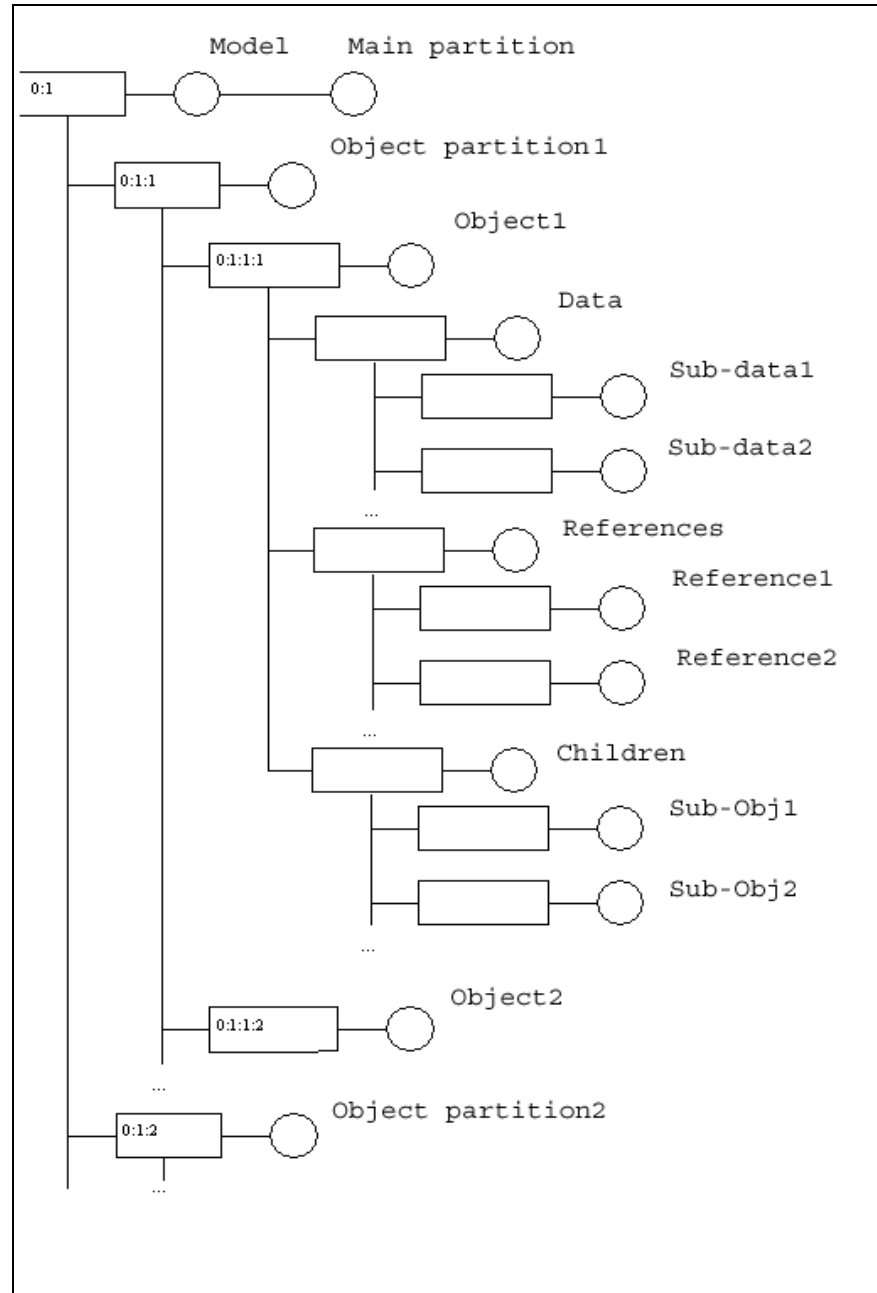 Model Main partition
0:1
Object partition1
0:1:1
Object1
0:1:1:1
Data
Sub-data1
Sub-data2
...
References
Reference1
Reference2
...
Children
Sub-Obj1
Sub-Obj2
...
Object2
0:1:1:2
...
Object partition2
0:1:2
...